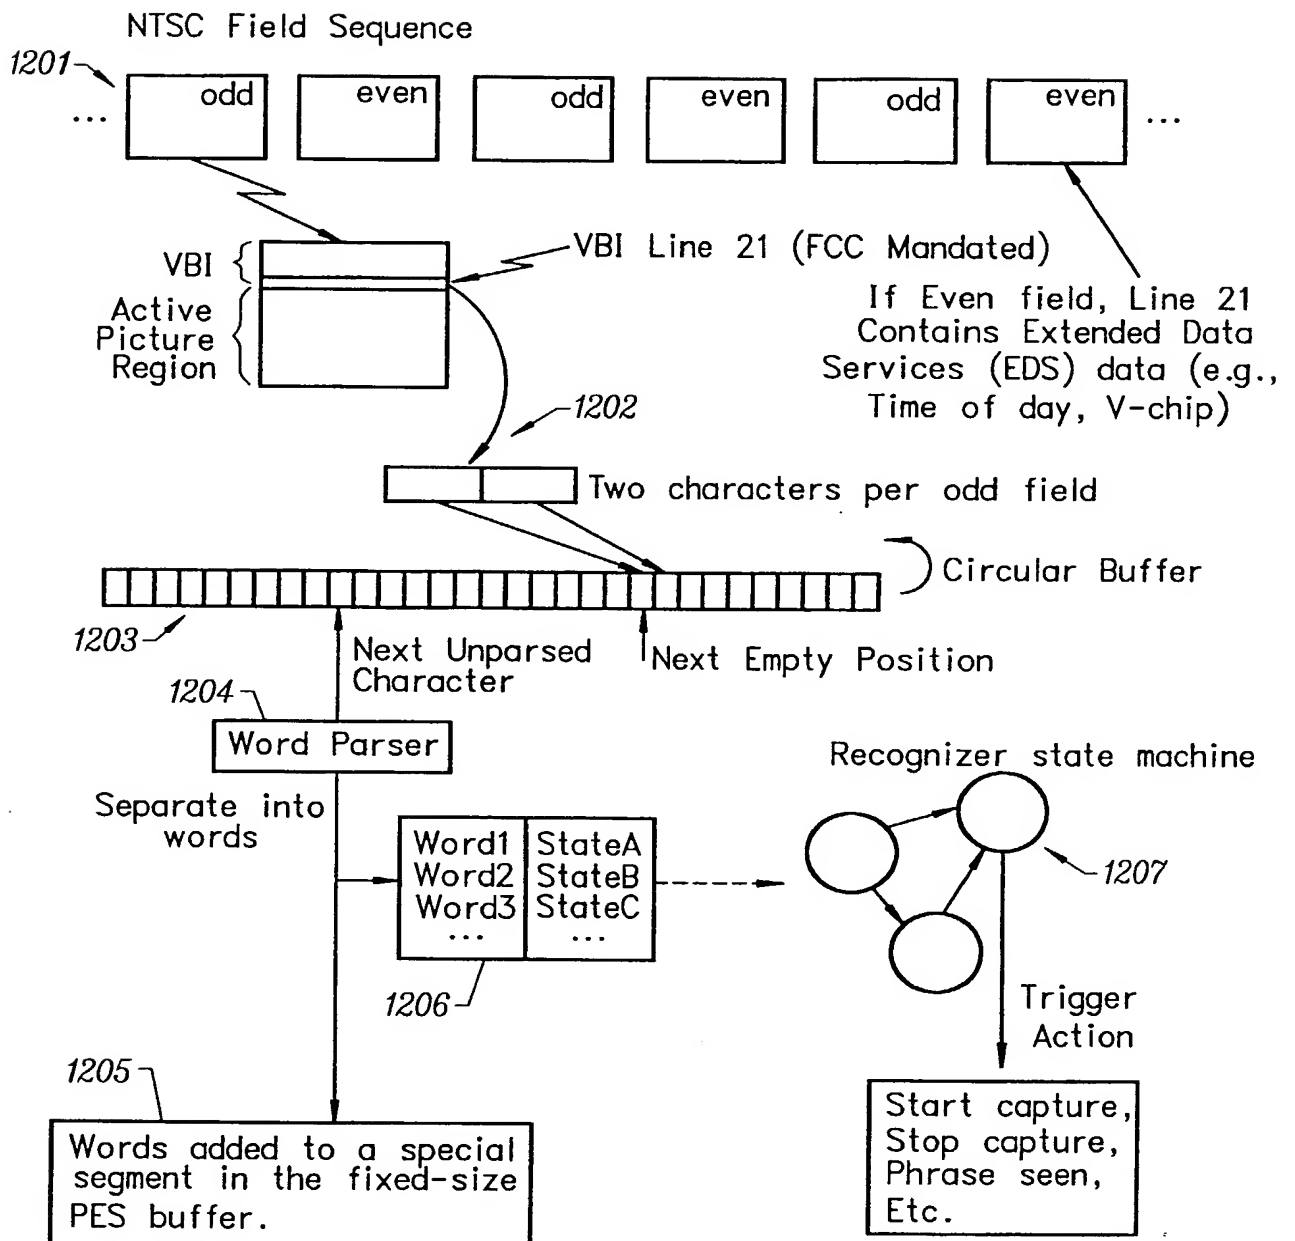 NTSC Field Sequence
1201
... odd even odd even odd even ...
VBI
VBI Line 21 (FCC Mandated)
Active
Picture
Region
If Even field, Line 21
Contains Extended Data
Services (EDS) data (e.g.,
Time of day, V-chip)
1202
Two characters per odd field
Circular Buffer
1203
Next Unparsed
Character
Next Empty Position
1204
Word Parser
Separate into
words
Recognizer state machine
Word1 StateA
Word2 StateB
Word3 StateC
... ...
1206
1207
Trigger
Action
1205
Words added to a special
segment in the fixed-size
PES buffer.
Start capture,
Stop capture,
Phrase seen,
Etc.